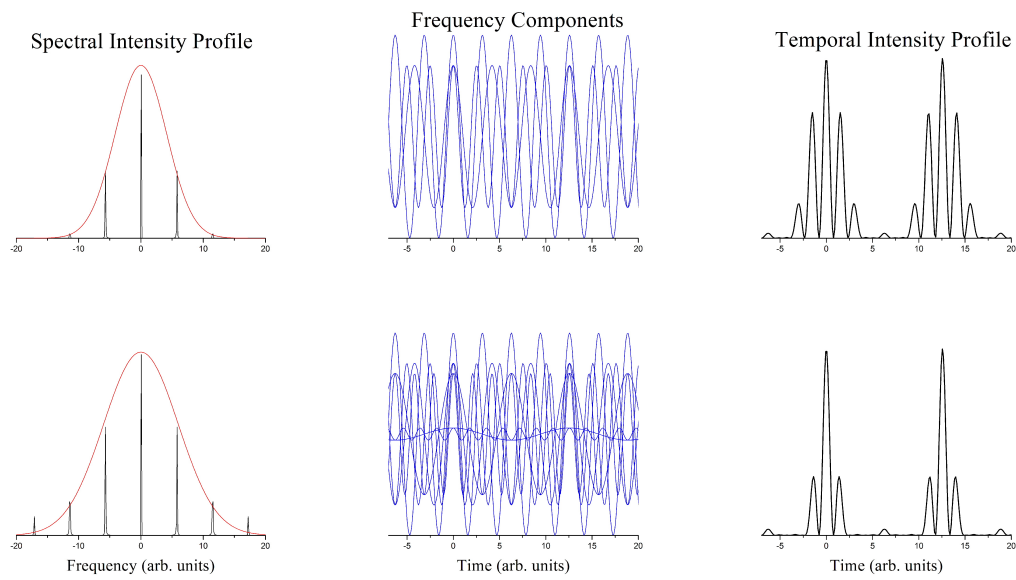 Frequency Components
Spectral Intensity Profile
Temporal Intensity Profile
-20 -10 0 10 20
-5 0 5 10 15 20
-5 0 5 10 15 20
-20 -10 0 10 20
-5 0 5 10 15 20
-5 0 5 10 15 20
Frequency (arb. units)
Time (arb. units)
Time (arb. units)